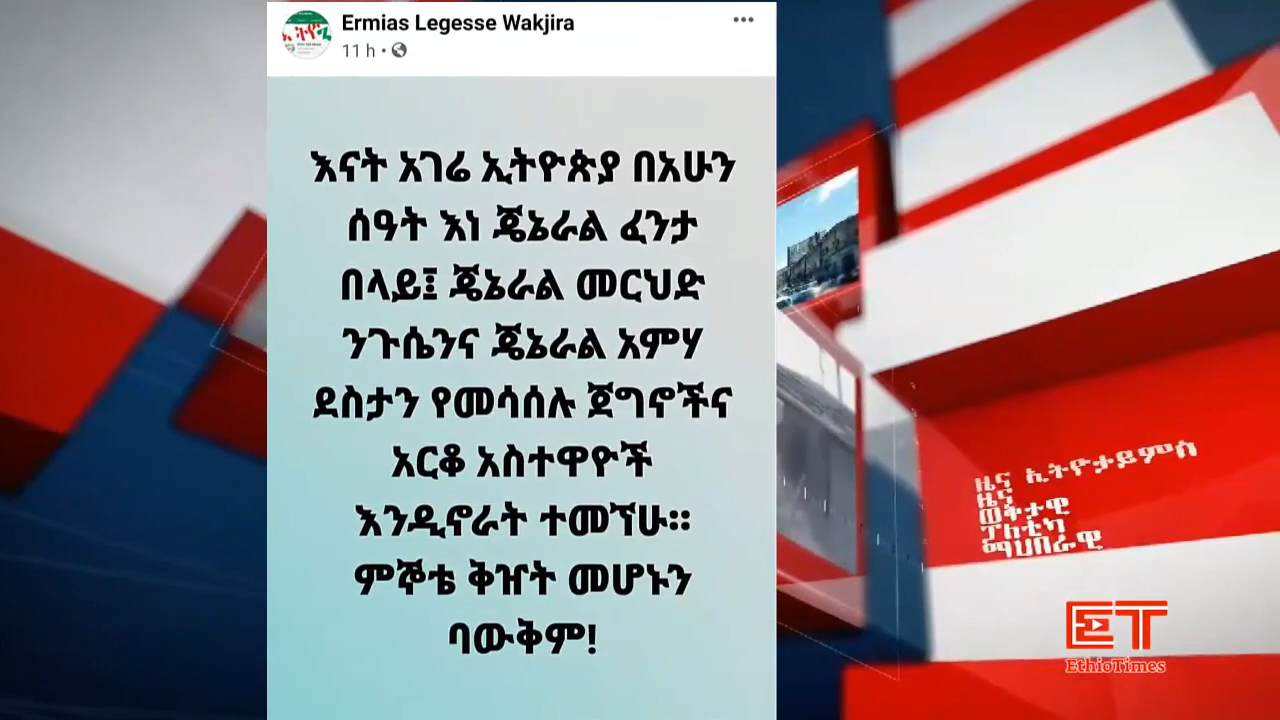 Ermias Legesse Wakjira
11 h
እናት አገሬ ኢትዮጵያ በአሁን
ሰዓት እነ ጄኔራል ፈንታ
በላይ፤ ጄኔራል መርህድ
ንጉሴንና ጄኔራል አምሃ
ደስታን የመሳሰሉ ጀግኖችና
አርቆ አስተዋዮች
እንዲኖራት ተመኘሁ።
ምኞቴ ቅዠት መሆኑን
ባውቅም!
ዜና ኢትዮታይምስ
ዜና
ወቅታዊ
ፖለቲካ
ማህበራዊ
ET
EthioTimes